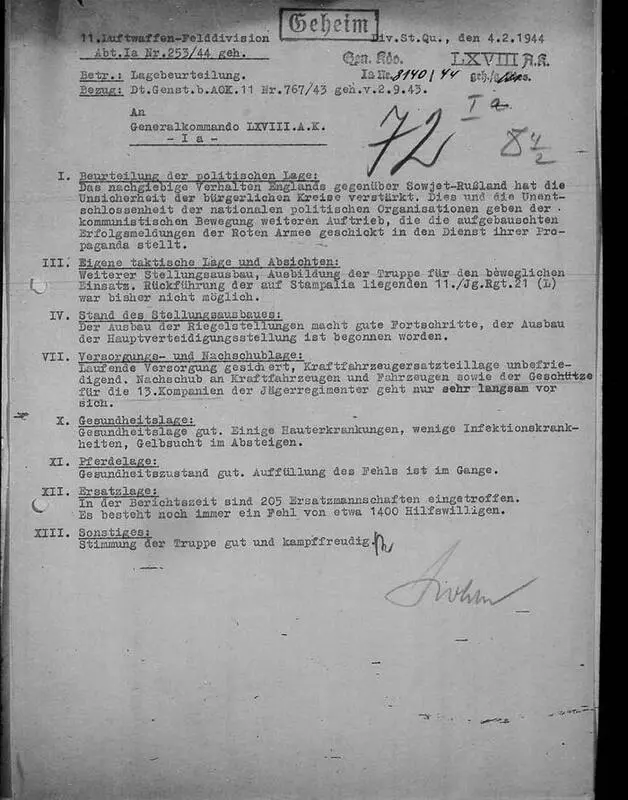 Geheim
11.Luftwaffen-Felddivision Div.St.Qu., den 4.2.1944
Abt.Ia Nr.253/44 geh. Gen. Kdo. LXVIII A.K.
Ia Nr. 8140/44 geh.
Betr.: Lagebeurteilung.
Bezug: Dt.Genst.b.AOK.11 Nr.767/43 geh.v.2.9.43.
An
Generalkommando LXVIII.A.K.
- I a -
72
I a
I. Beurteilung der politischen Lage:
Das nachgiebige Verhalten Englands gegenüber Sowjet-Rußland hat die
Unsicherheit der bürgerlichen Kreise verstärkt. Dies und die Unent-
schlossenheit der nationalen politischen Organisationen geben der
kommunistischen Bewegung weiteren Auftrieb, die die aufgebauschten
Erfolgsmeldungen der Roten Armee geschickt in den Dienst ihrer Pro-
paganda stellt.
III. Eigene taktische Lage und Absichten:
Weiterer Stellungsausbau, Ausbildung der Truppe für den beweglichen
Einsatz. Rückführung der auf Stampalia liegenden 11./Jg.Rgt.21 (L)
war bisher nicht möglich.
IV. Stand des Stellungsausbaues:
Der Ausbau der Riegelstellungen macht gute Fortschritte, der Ausbau
der Hauptverteidigungsstellung ist begonnen worden.
VII. Versorgungs- und Nachschublage:
Laufende Versorgung gesichert, Kraftfahrzeugersatzteillage unbefrie-
digend. Nachschub an Kraftfahrzeugen und Fahrzeugen sowie der Geschütze
für die 13.Kompanien der Jägerregimenter geht nur sehr langsam vor
sich.
X. Gesundheitslage:
Gesundheitslage gut. Einige Hauterkrankungen, wenige Infektionskrank-
heiten, Gelbsucht im Absteigen.
XI. Pferdelage:
Gesundheitszustand gut. Auffüllung des Fehls ist im Gange.
XII. Ersatzlage:
In der Berichtszeit sind 205 Ersatzmannschaften eingetroffen.
Es besteht noch immer ein Fehl von etwa 1400 Hilfswilligen.
XIII. Sonstiges:
Stimmung der Truppe gut und kampffreudig.